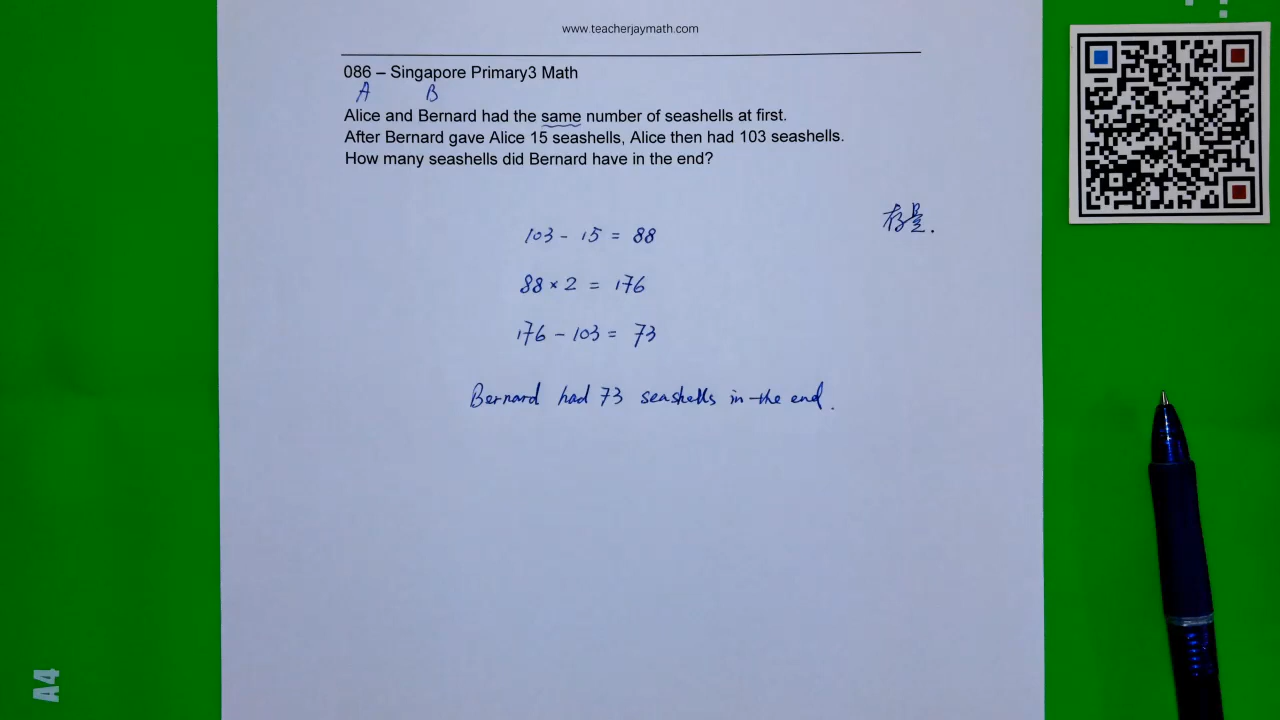 www.teacherjaymath.com
086 – Singapore Primary3 Math
A B
Alice and Bernard had the same number of seashells at first.
After Bernard gave Alice 15 seashells, Alice then had 103 seashells.
How many seashells did Bernard have in the end?
103 - 15 = 88
88 × 2 = 176
176 - 103 = 73
Bernard had 73 seashells in the end.
A4